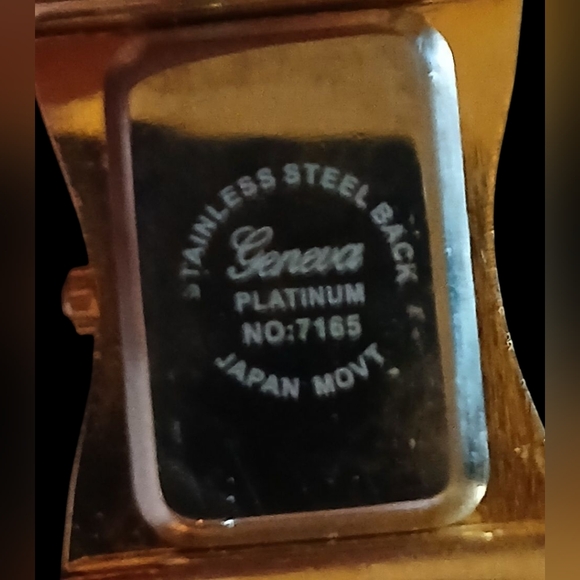 STAINLESS STEEL BACK
Geneva
PLATINUM
NO:7165
JAPAN MOVT